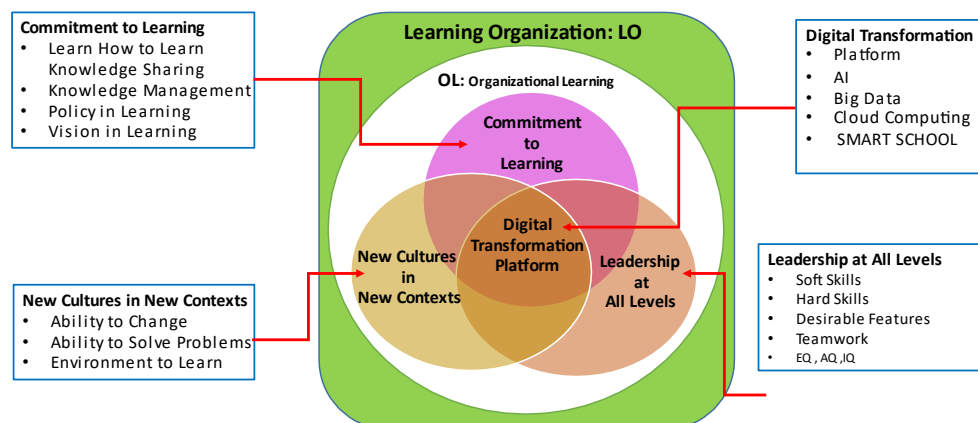 Commitment to Learning
• Learn How to Learn
Knowledge Sharing
• Knowledge Management
• Policy in Learning
• Vision in Learning
Learning Organization: LO
OL: Organizational Learning
Commitment
to
Learning
Digital
Transformation
Platform
New Cultures
in
New Contexts
Leadership
at
All Levels
Digital Transformation
• Platform
• AI
• Big Data
• Cloud Computing
• SMART SCHOOL
New Cultures in New Contexts
• Ability to Change
• Ability to Solve Problems
• Environment to Learn
Leadership at All Levels
• Soft Skills
• Hard Skills
• Desirable Features
• Teamwork
• EQ , AQ ,IQ